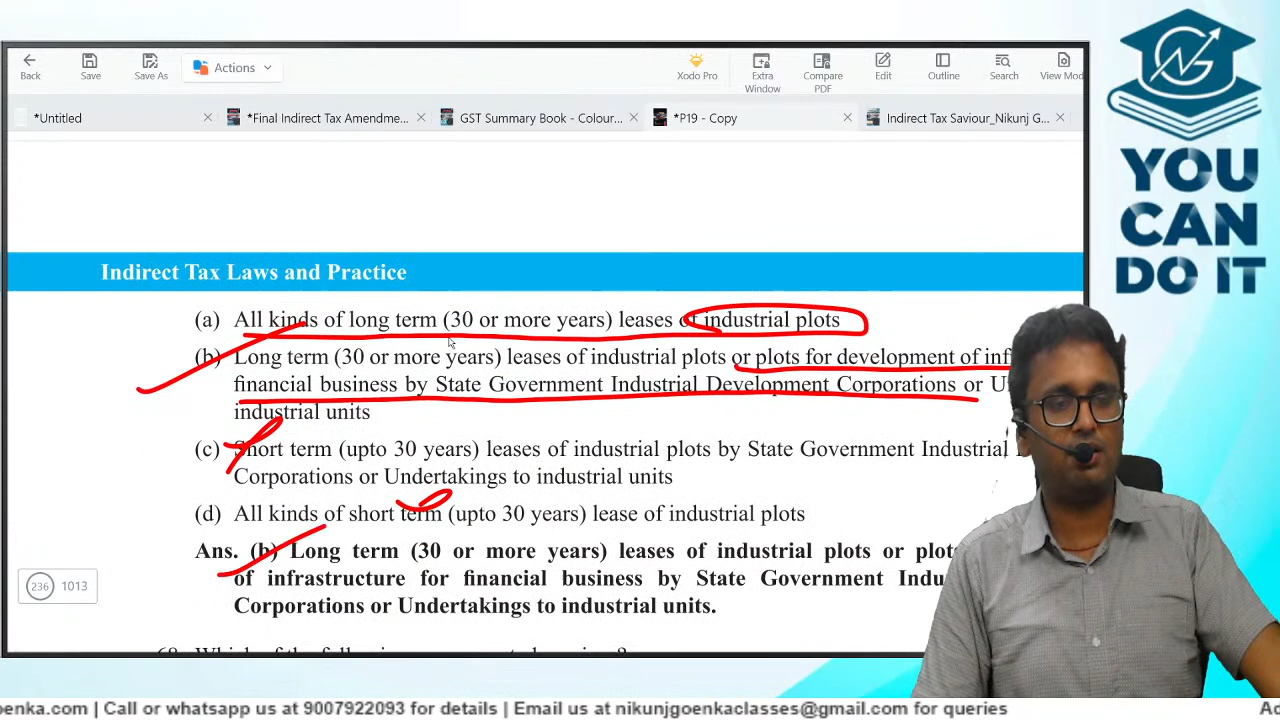 Back
Save
Save As
Actions
Xodo Pro
Extra Window
Compare PDF
Edit
Outline
Search
View Mod
*Untitled
*Final Indirect Tax Amendme...
GST Summary Book - Colour...
*P19 - Copy
Indirect Tax Saviour_Nikunj G...
Indirect Tax Laws and Practice
(a) All kinds of long term (30 or more years) leases of industrial plots
(b) Long term (30 or more years) leases of industrial plots or plots for development of inf
financial business by State Government Industrial Development Corporations or U
industrial units
(c) Short term (upto 30 years) leases of industrial plots by State Government Industrial
Corporations or Undertakings to industrial units
(d) All kinds of short term (upto 30 years) lease of industrial plots
Ans. (b) Long term (30 or more years) leases of industrial plots or plots
of infrastructure for financial business by State Government Indu
Corporations or Undertakings to industrial units.
236 1013
YOU
CAN
DO IT
oenka.com | Call or whatsapp us at 9007922093 for details | Email us at nikunjgoenkaclasses@gmail.com for queries
Ad